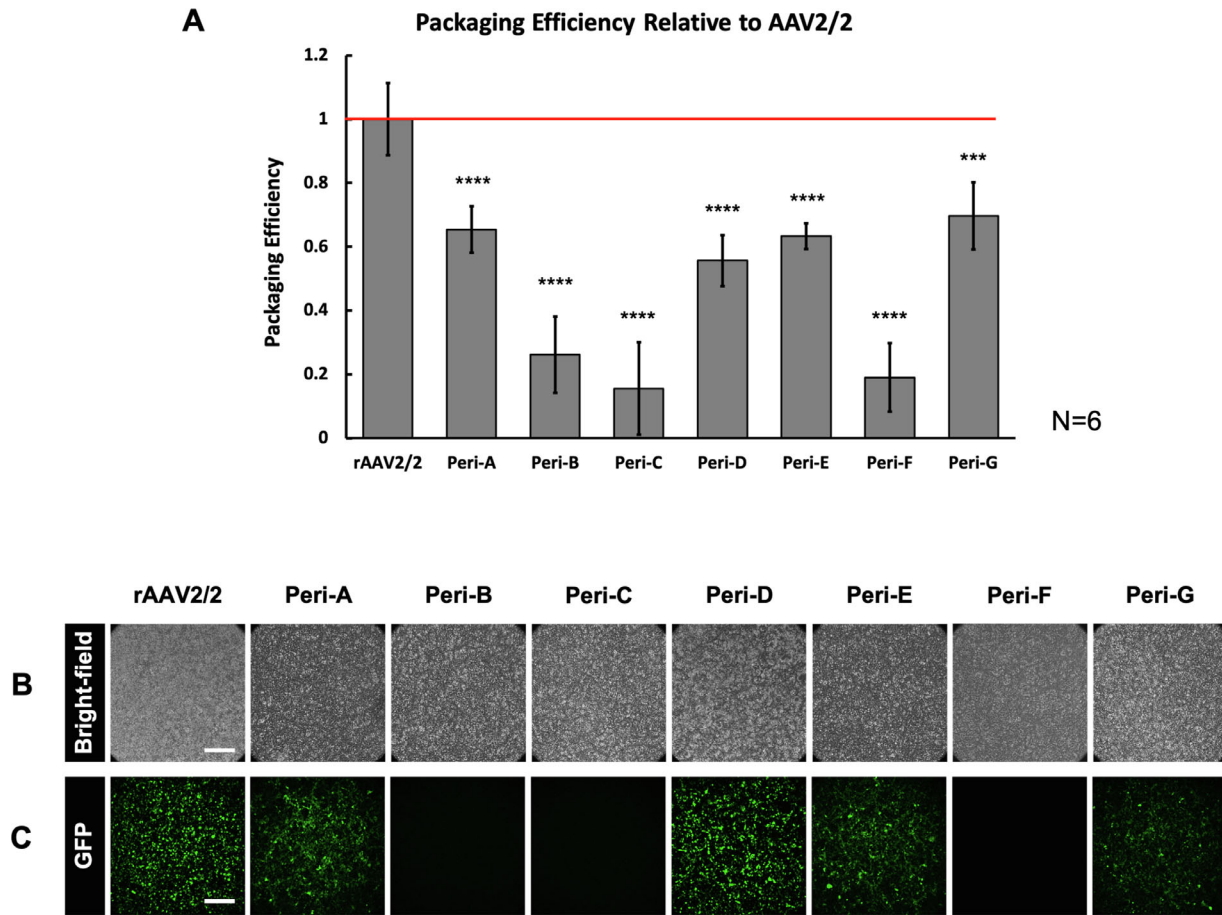 A
Packaging Efficiency Relative to AAV2/2
Packaging Efficiency
1.2
1
0.8
0.6
0.4
0.2
0
****
****
****
****
****
****
***
rAAV2/2 Peri-A Peri-B Peri-C Peri-D Peri-E Peri-F Peri-G
N=6
rAAV2/2 Peri-A Peri-B Peri-C Peri-D Peri-E Peri-F Peri-G
B
Bright-field
C
GFP